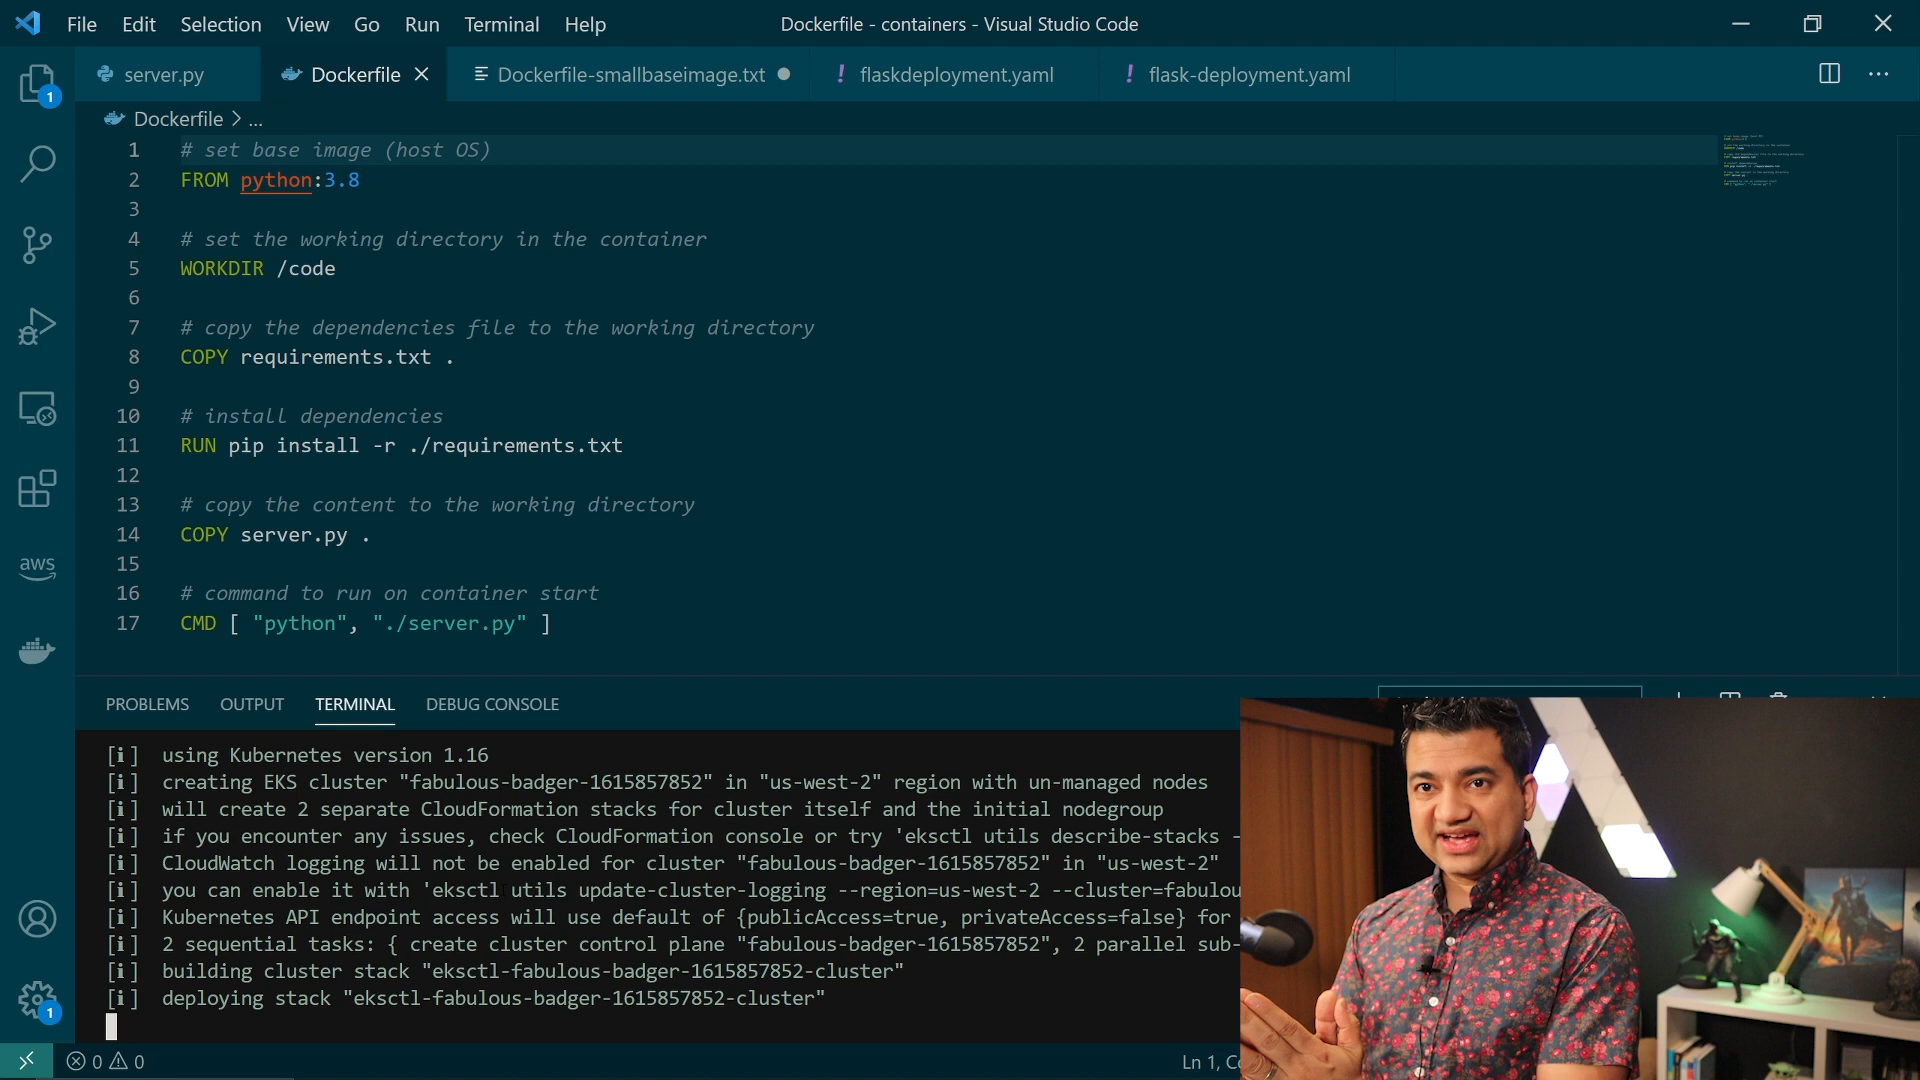 File Edit Selection View Go Run Terminal Help
Dockerfile - containers - Visual Studio Code
server.py
Dockerfile
Dockerfile-smallbaseimage.txt
flaskdeployment.yaml
flask-deployment.yaml
Dockerfile > ...
1 # set base image (host OS)
2 FROM python:3.8
3
4 # set the working directory in the container
5 WORKDIR /code
6
7 # copy the dependencies file to the working directory
8 COPY requirements.txt .
9
10 # install dependencies
11 RUN pip install -r ./requirements.txt
12
13 # copy the content to the working directory
14 COPY server.py .
15
16 # command to run on container start
17 CMD [ "python", "./server.py" ]
1
aws
1
PROBLEMS OUTPUT TERMINAL DEBUG CONSOLE
[i] using Kubernetes version 1.16
[i] creating EKS cluster "fabulous-badger-1615857852" in "us-west-2" region with un-managed nodes
[i] will create 2 separate CloudFormation stacks for cluster itself and the initial nodegroup
[i] if you encounter any issues, check CloudFormation console or try 'eksctl utils describe-stacks -
[i] CloudWatch logging will not be enabled for cluster "fabulous-badger-1615857852" in "us-west-2"
[i] you can enable it with 'eksctl utils update-cluster-logging --region=us-west-2 --cluster=fabulou
[i] Kubernetes API endpoint access will use default of {publicAccess=true, privateAccess=false} for
[i] 2 sequential tasks: { create cluster control plane "fabulous-badger-1615857852", 2 parallel sub-
[i] building cluster stack "eksctl-fabulous-badger-1615857852-cluster"
[i] deploying stack "eksctl-fabulous-badger-1615857852-cluster"
0 0
Ln 1, Co